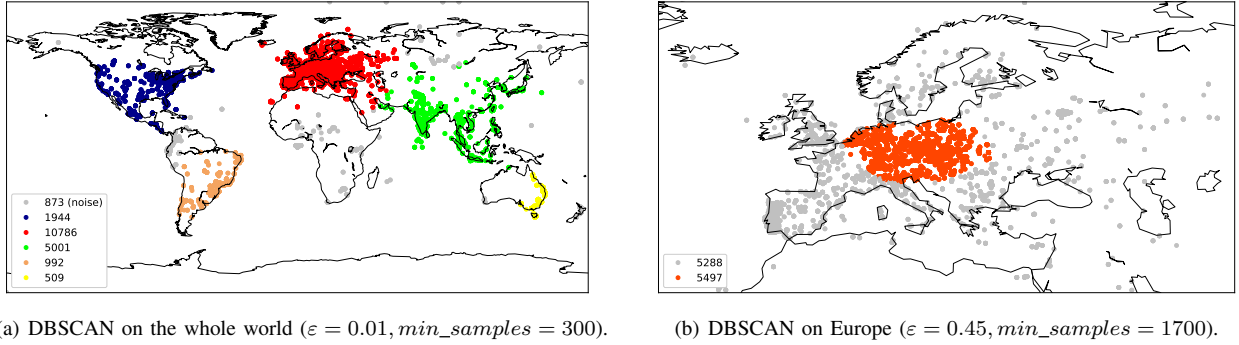 873 (noise)
1944
10786
5001
992
509
5288
5497
a) DBSCAN on the whole world (ε = 0.01, min_samples = 300).
(b) DBSCAN on Europe (ε = 0.45, min_samples = 1700).